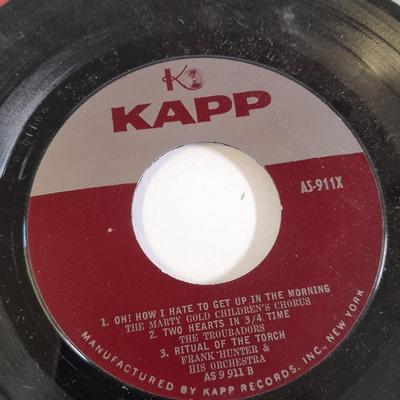 K
KAPP
AS-911X
1. OH! HOW I HATE TO GET UP IN THE MORNING
THE MARTY GOLD CHILDREN'S CHORUS
2. TWO HEARTS IN 3/4 TIME
THE TROUBADORS
3. RITUAL OF THE TORCH
FRANK HUNTER &
HIS ORCHESTRA
AS 9 911 B
MANUFACTURED BY KAPP RECORDS, INC., NEW YORK